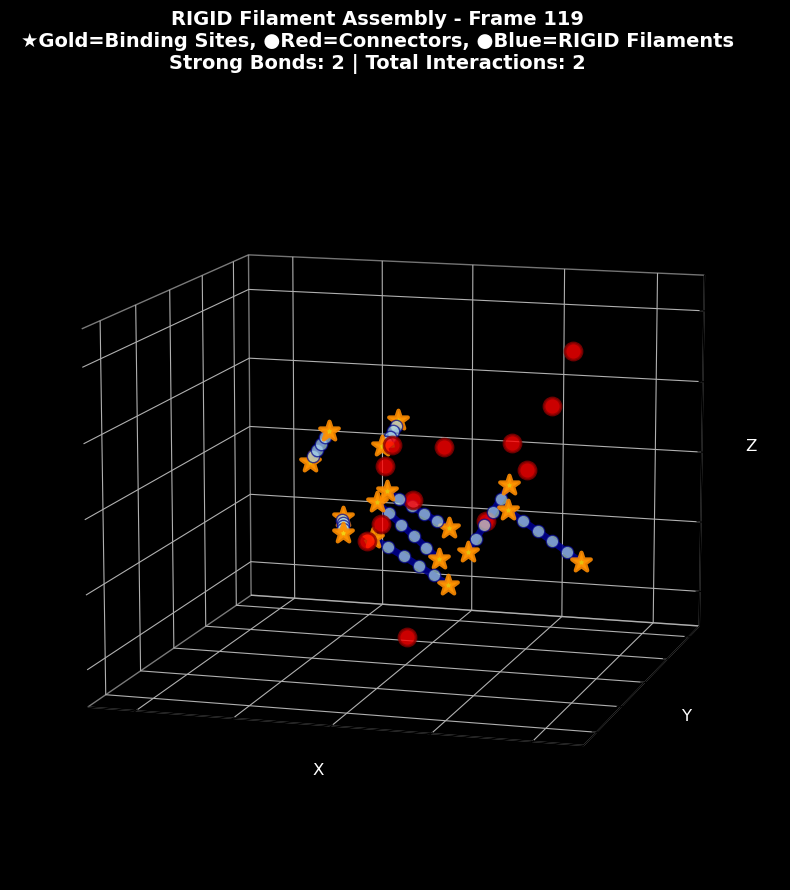 RIGID Filament Assembly - Frame 119
★Gold=Binding Sites, ●Red=Connectors, ●Blue=RIGID Filaments
Strong Bonds: 2 | Total Interactions: 2
Z
Y
X